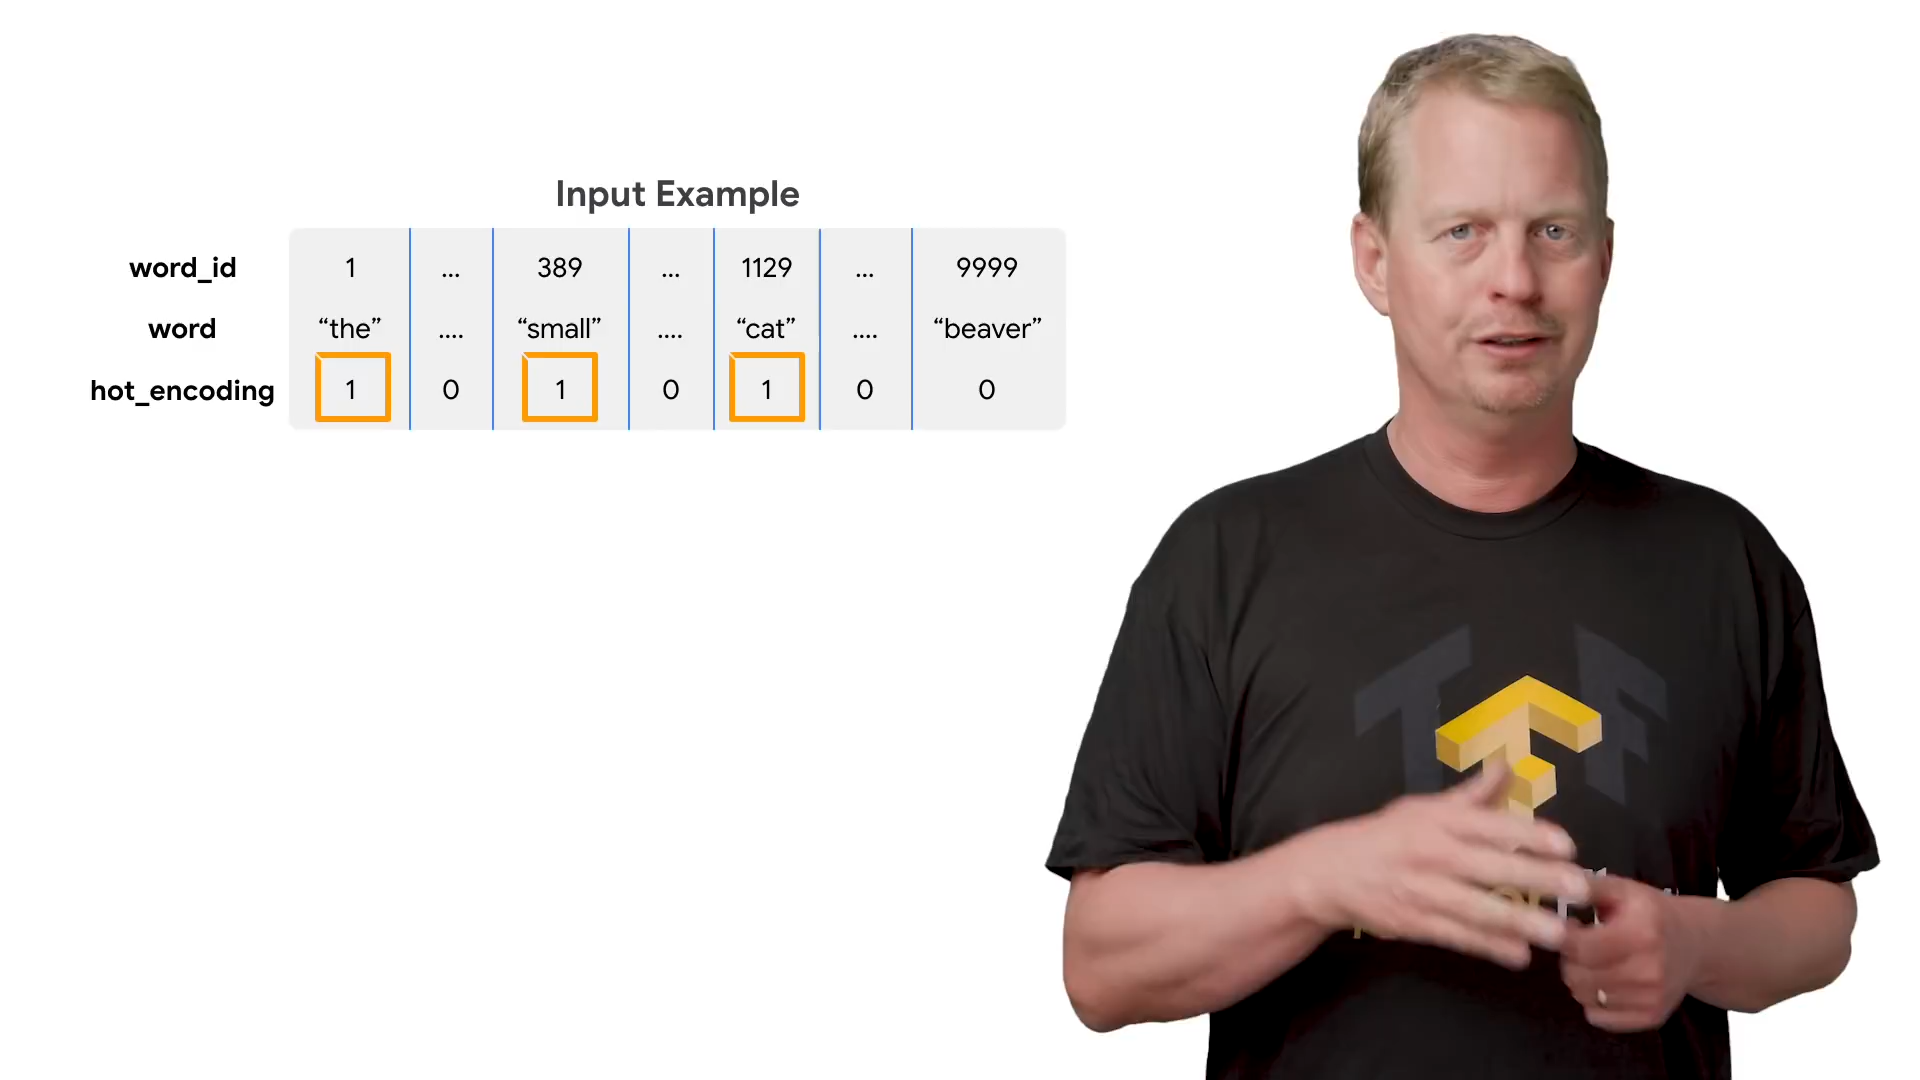 Input Example
word_id 1 ... 389 ... 1129 ... 9999
word “the” .... “small” .... “cat” .... “beaver”
hot_encoding 1 0 1 0 1 0 0